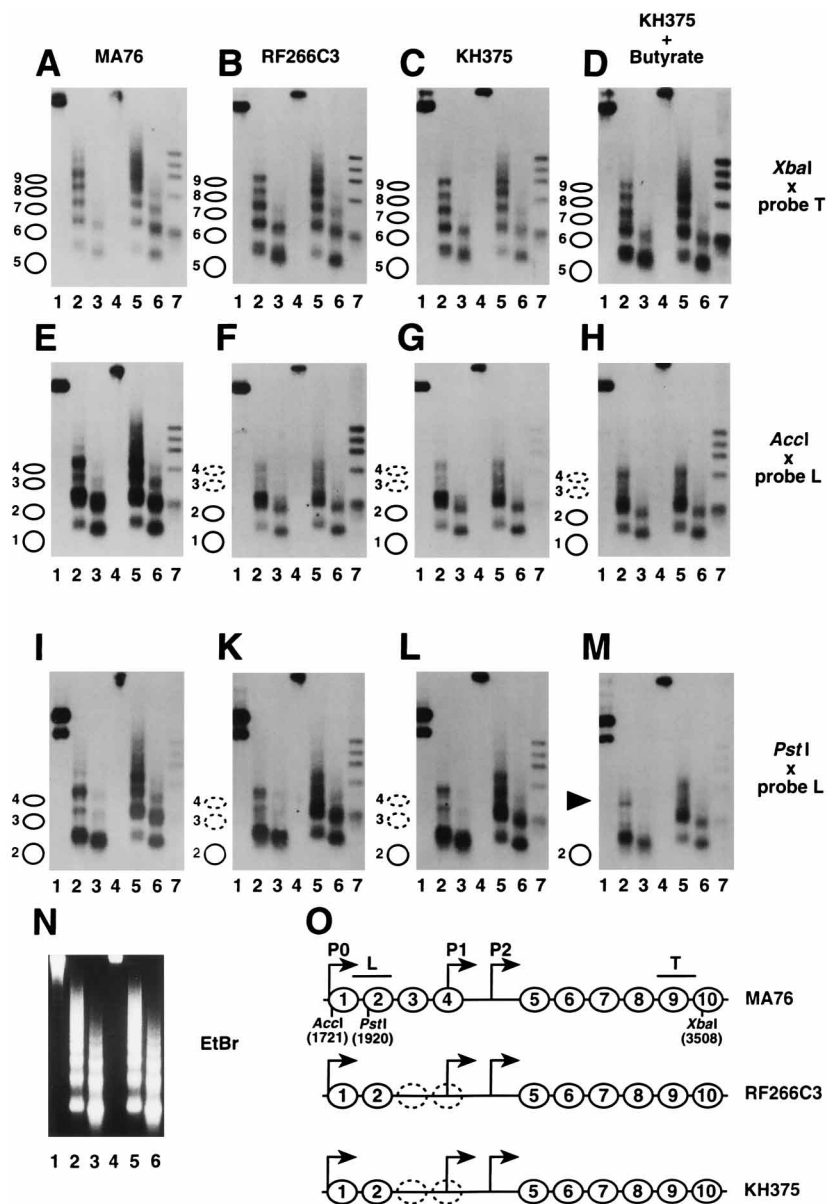 MA76
RF266C3
KH375
KH375
+
Butyrate
A
B
C
D
9
8
7
6
5
9
8
7
6
5
9
8
7
6
5
9
8
7
6
5
XbaI
x
probe T
1 2 3 4 5 6 7
1 2 3 4 5 6 7
1 2 3 4 5 6 7
1 2 3 4 5 6 7
E
F
G
H
4
3
2
1
4
3
2
1
4
3
2
1
4
3
2
1
AccI
x
probe L
1 2 3 4 5 6 7
1 2 3 4 5 6 7
1 2 3 4 5 6 7
1 2 3 4 5 6 7
I
K
L
M
4
3
2
4
3
2
4
3
2
2
PstI
x
probe L
1 2 3 4 5 6 7
1 2 3 4 5 6 7
1 2 3 4 5 6 7
1 2 3 4 5 6 7
N
EtBr
1 2 3 4 5 6
O
P0 P1 P2
L T
1 2 3 4 5 6 7 8 9 10 MA76
AccI PstI XbaI
(1721) (1920) (3508)
1 2 5 6 7 8 9 10 RF266C3
1 2 5 6 7 8 9 10 KH375